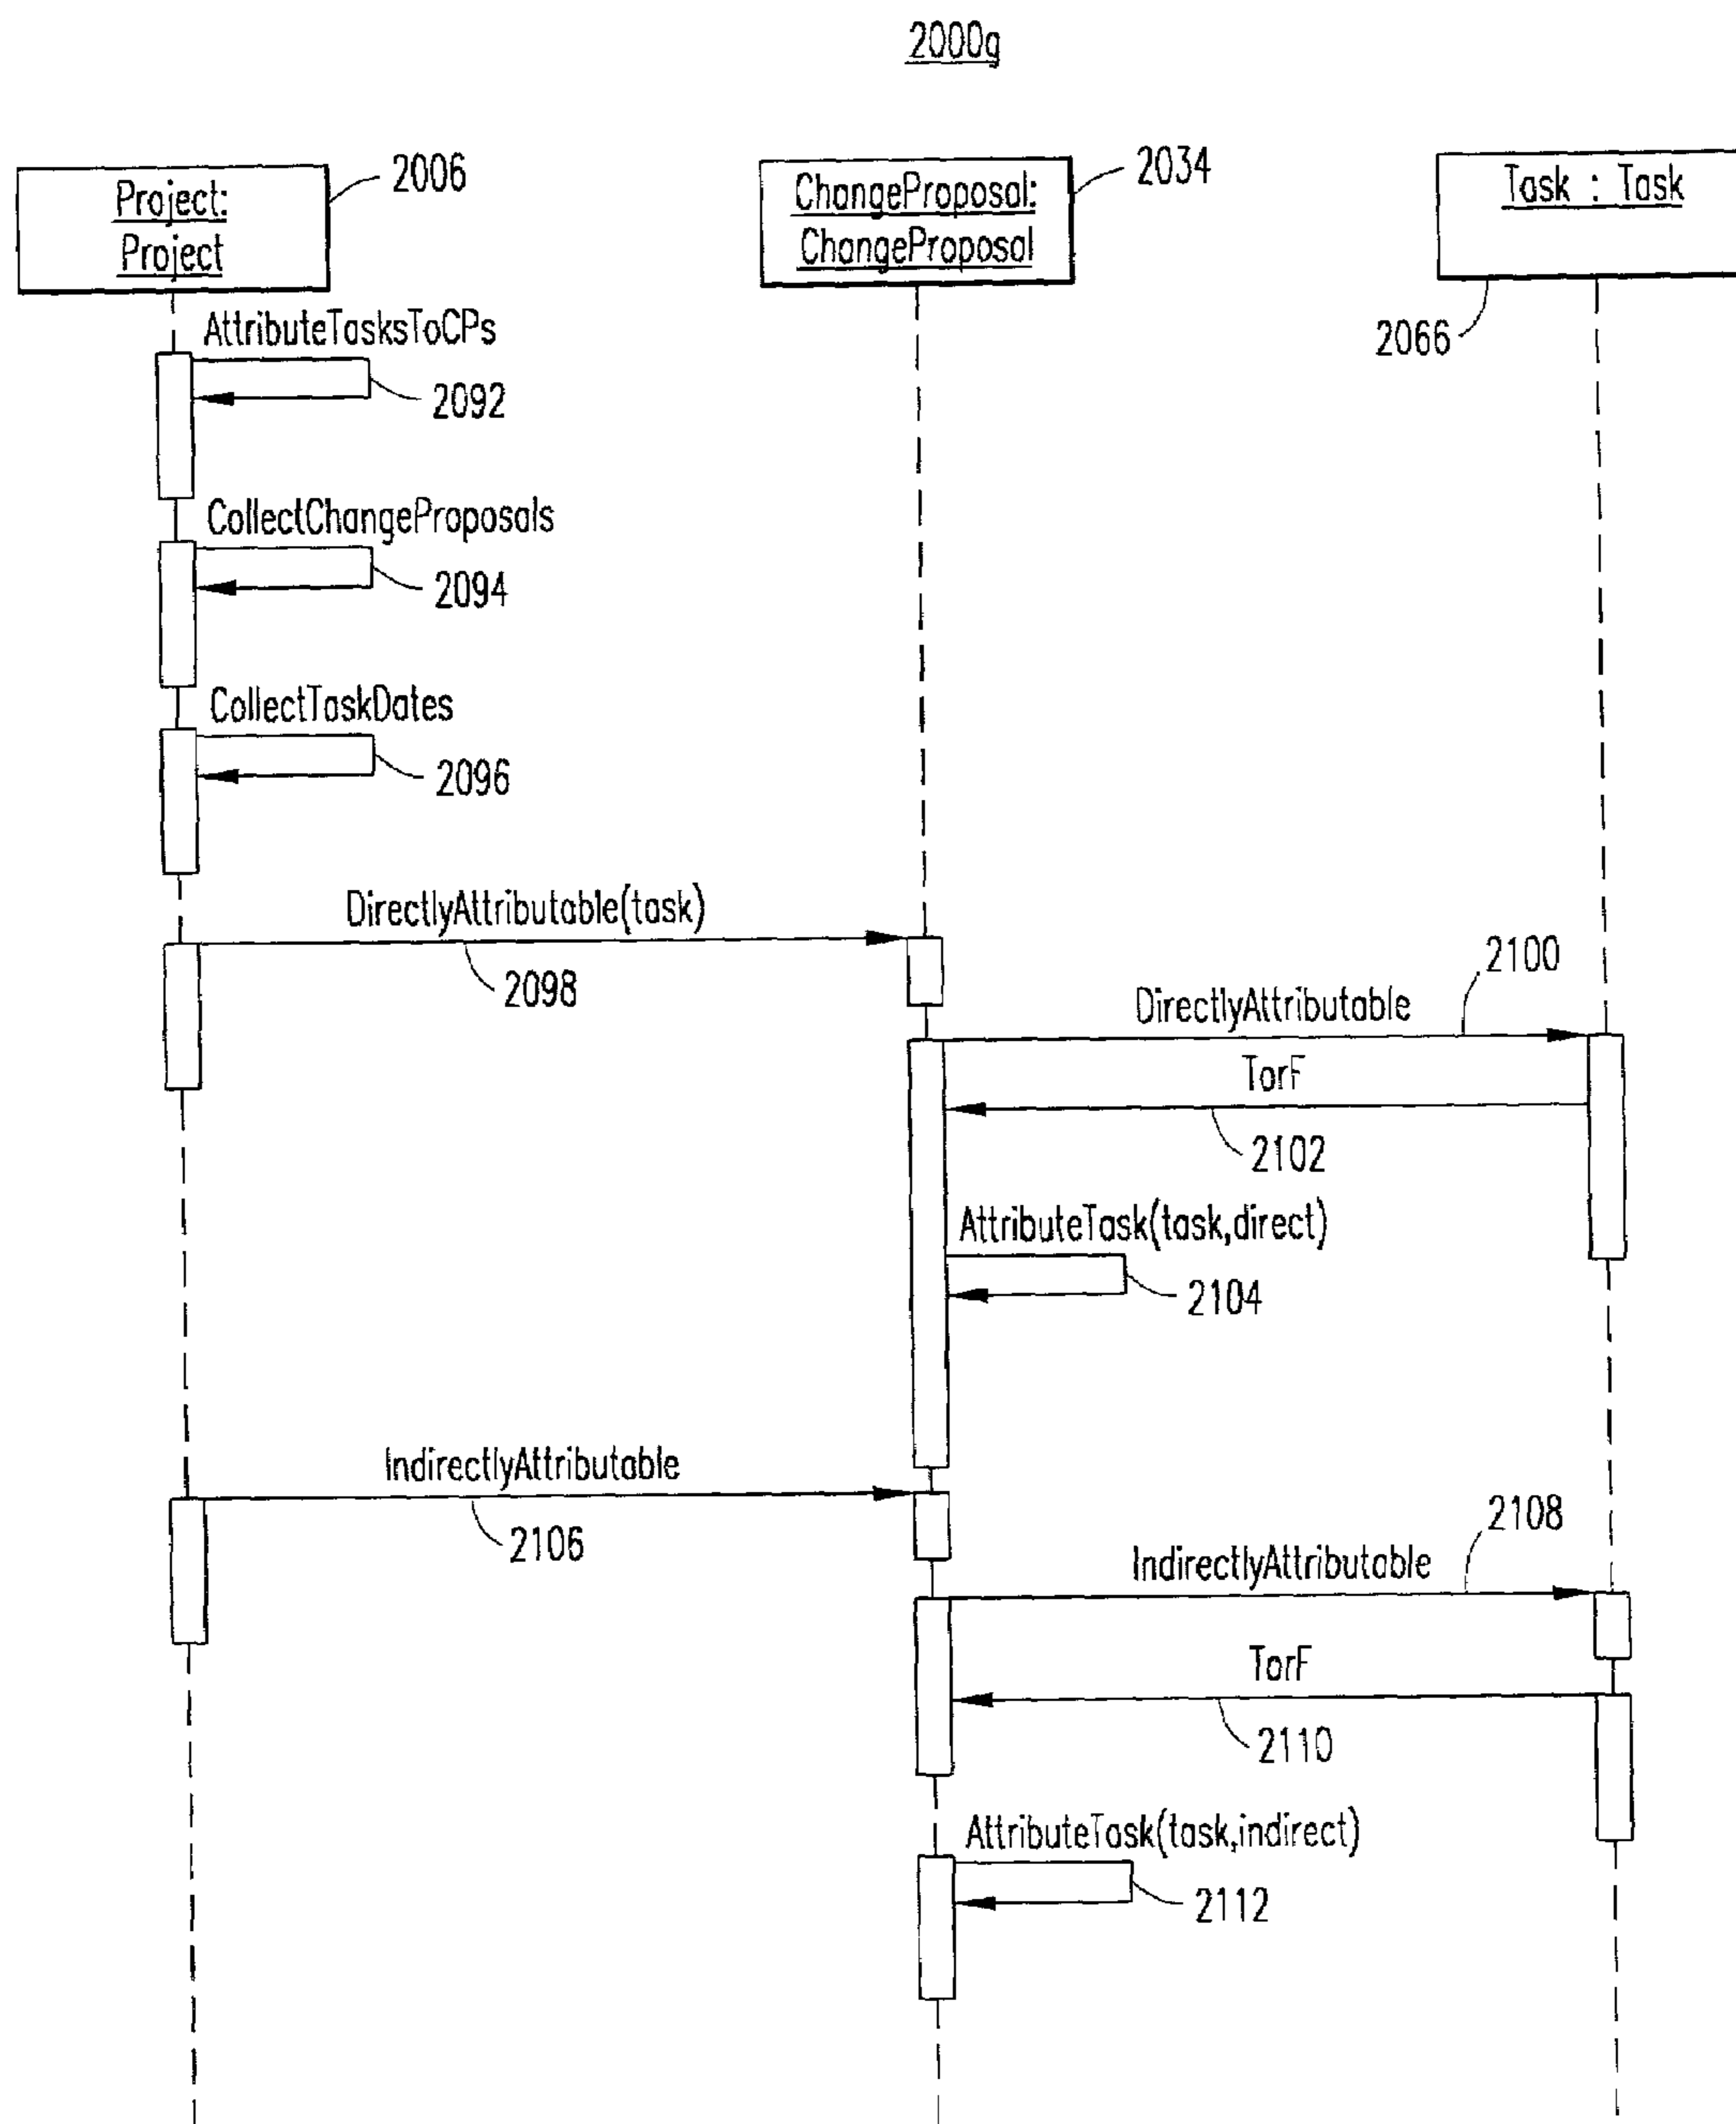 2000g
Project:
Project
2006
ChangeProposal:
ChangeProposal
2034
Task : Task
2066
AttributeTasksToCPs
2092
CollectChangeProposals
2094
CollectTaskDates
2096
DirectlyAttributable(task)
2098
2100
DirectlyAttributable
TorF
2102
AttributeTask(task,direct)
2104
IndirectlyAttributable
2106
2108
IndirectlyAttributable
TorF
2110
AttributeTask(task,indirect)
2112